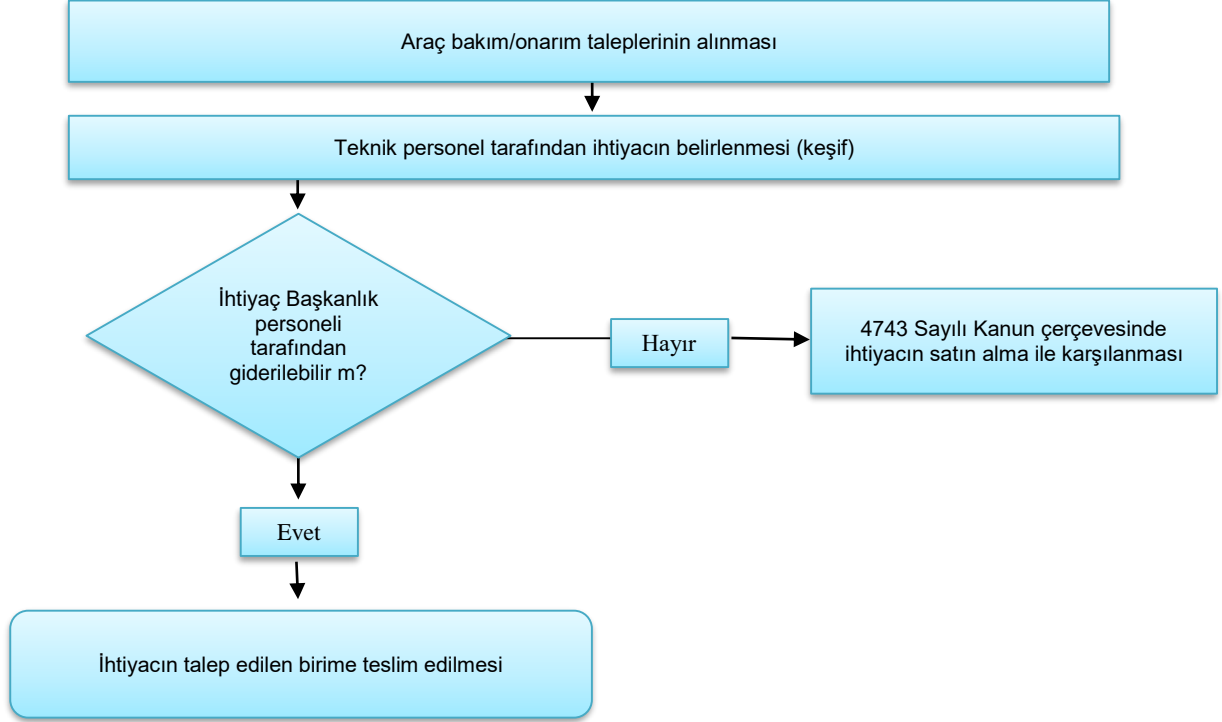 Araç bakım/onarım taleplerinin alınması
Teknik personel tarafından ihtiyacın belirlenmesi (keşif)
İhtiyaç Başkanlık
personeli
tarafından
giderilebilir m?
Hayır
4743 Sayılı Kanun çerçevesinde
ihtiyacın satın alma ile karşılanması
Evet
İhtiyacın talep edilen birime teslim edilmesi